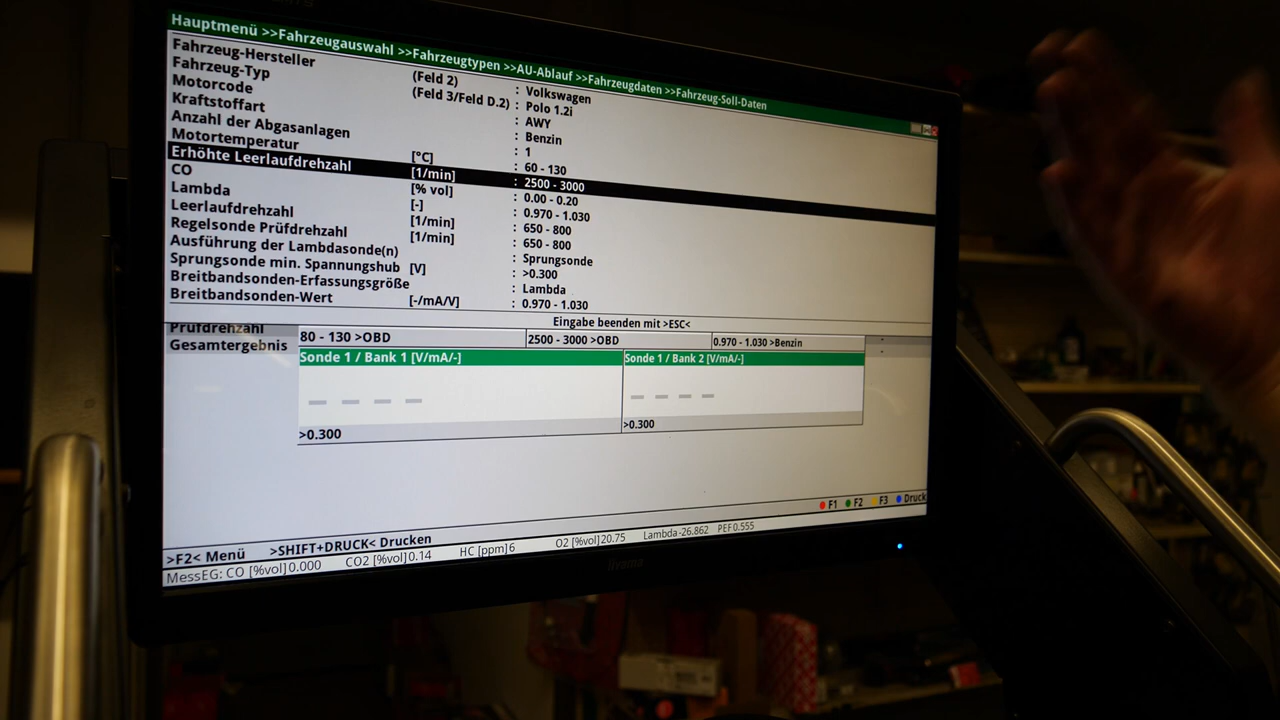 Hauptmenü >>Fahrzeugauswahl >>Fahrzeugtypen >>AU-Ablauf >>Fahrzeugdaten >>Fahrzeug-Soll-Daten
Fahrzeug-Hersteller (Feld 2) : Volkswagen
Fahrzeug-Typ (Feld 3/Feld D.2) : Polo 1.2i
Motorcode : AWY
Kraftstoffart : Benzin
Anzahl der Abgasanlagen : 1
Motortemperatur [°C] : 60 - 130
Erhöhte Leerlaufdrehzahl [1/min] : 2500 - 3000
CO [% vol] : 0.00 - 0.20
Lambda [-] : 0.970 - 1.030
Leerlaufdrehzahl [1/min] : 650 - 800
Regelsonde Prüfdrehzahl [1/min] : 650 - 800
Ausführung der Lambdasonde(n) : Sprungsonde
Sprungsonde min. Spannungshub [V] : >0.300
Breitbandsonden-Erfassungsgröße : Lambda
Breitbandsonden-Wert [-/mA/V] : 0.970 - 1.030
Eingabe beenden mit >ESC<
Prüfdrehzahl
Gesamtergebnis
80 - 130 >OBD 2500 - 3000 >OBD 0.970 - 1.030 >Benzin
Sonde 1 / Bank 1 [V/mA/-] Sonde 1 / Bank 2 [V/mA/-]
_ _ _ _ _ _ _ _
>0.300 >0.300
F1 F2 F3 Druck
>F2< Menü >SHIFT+DRUCK< Drucken
MessEG: CO [%vol]0.000 CO2 [%vol]0.14 HC [ppm]6 O2 [%vol]20.75 Lambda-26.862 PEF0.555
iiyama